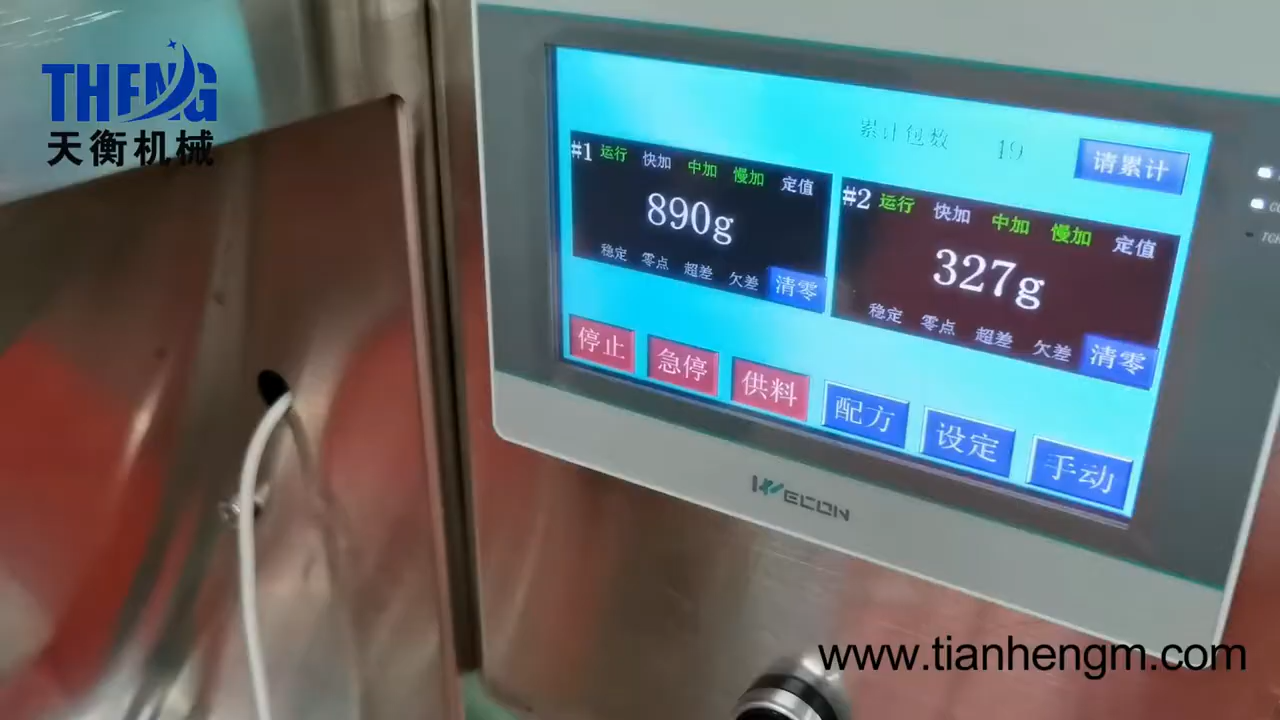 THENG
天衡机械
累计包数 19 请累计
#1 运行 快加 中加 慢加 定值
890g
稳定 零点 超差 欠差 清零
#2 运行 快加 中加 慢加 定值
327g
稳定 零点 超差 欠差 清零
停止 急停 供料 配方 设定 手动
WECON
www.tianhengm.com